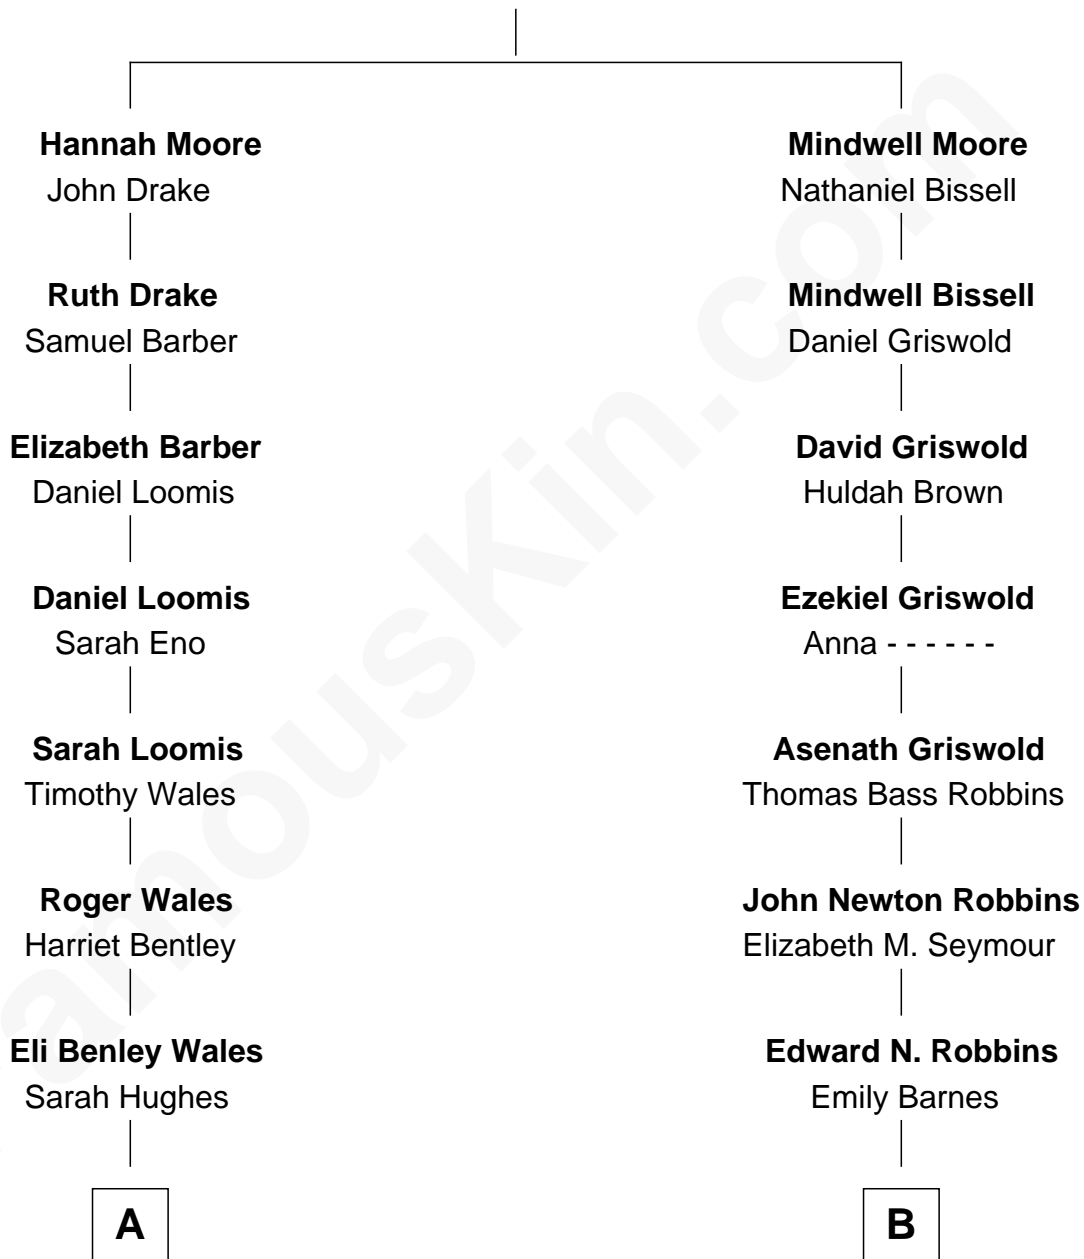 Hannah Moore
John Drake
Mindwell Moore
Nathaniel Bissell
Ruth Drake
Samuel Barber
Mindwell Bissell
Daniel Griswold
Elizabeth Barber
Daniel Loomis
David Griswold
Huldah Brown
Daniel Loomis
Sarah Eno
Ezekiel Griswold
Anna - - - - - -
Sarah Loomis
Timothy Wales
Asenath Griswold
Thomas Bass Robbins
Roger Wales
Harriet Bentley
John Newton Robbins
Elizabeth M. Seymour
Eli Benley Wales
Sarah Hughes
Edward N. Robbins
Emily Barnes
A
B
amousKin.com